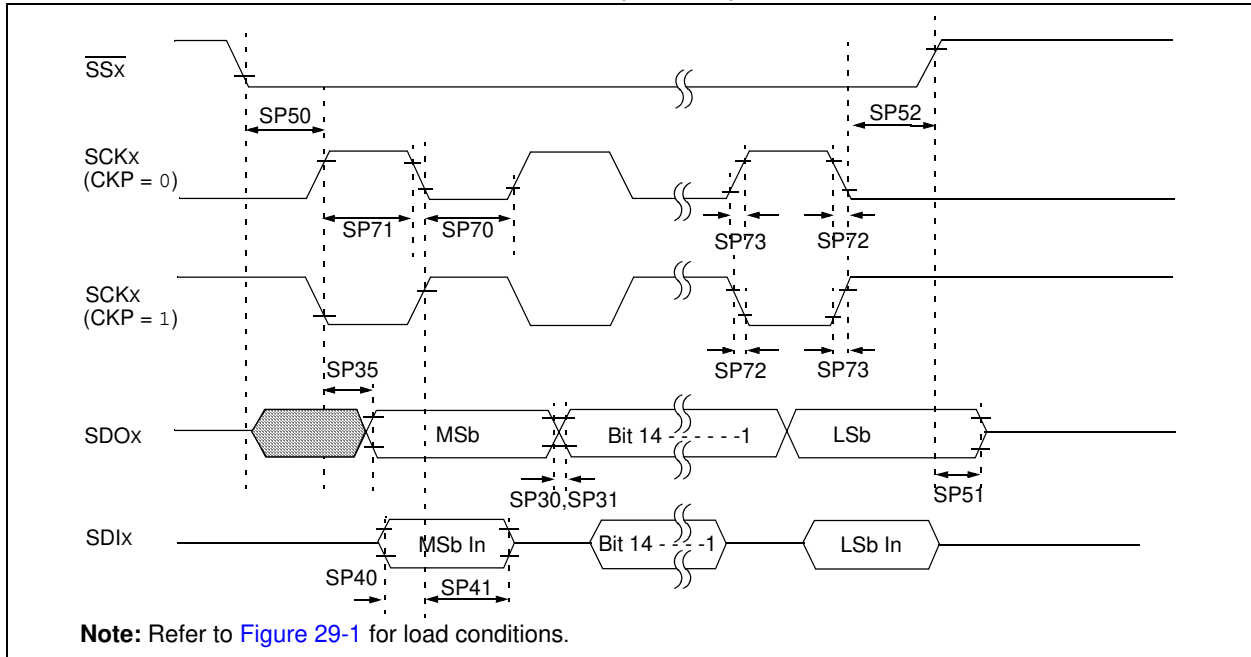 SSx
SP50
SP52
SCKx
(CKP = 0)
SP71
SP70
SP73
SP72
SCKx
(CKP = 1)
SP72
SP73
SP35
SDOx
MSb
Bit 14 - - - - - -1
LSb
SP30,SP31
SP51
SDIx
MSb In
Bit 14 - - - -1
LSb In
SP40
SP41
Note: Refer to Figure 29-1 for load conditions.